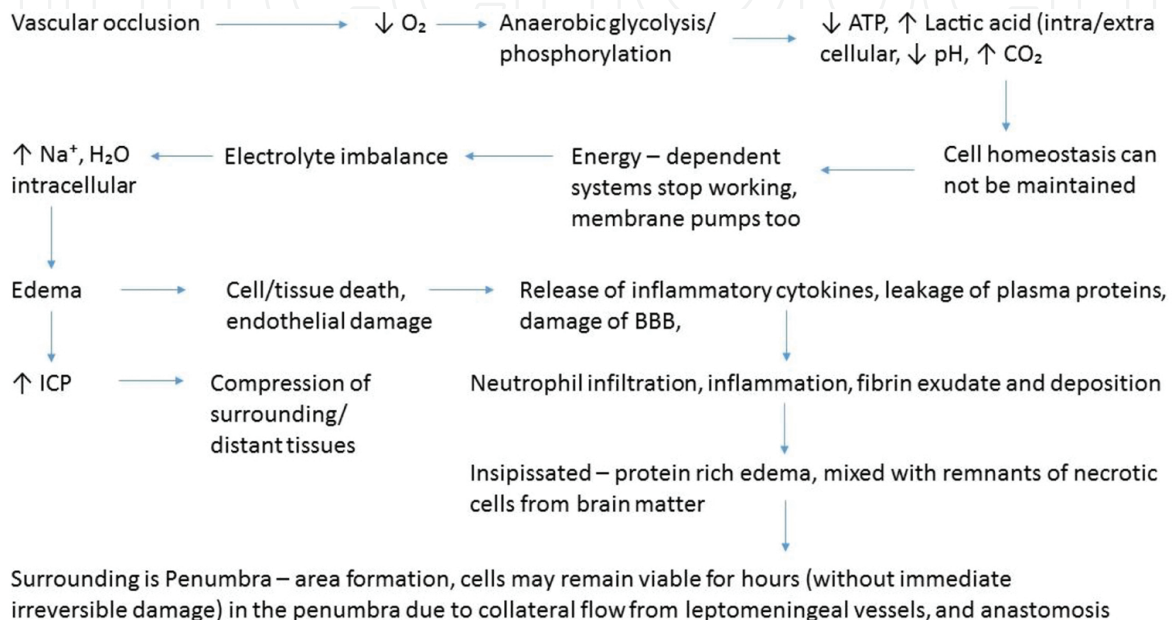 Vascular occlusion
↓ O₂
Anaerobic glycolysis/
phosphorylation
↓ ATP, ↑ Lactic acid (intra/extra
cellular, ↓ pH, ↑ CO₂
↑ Na⁺, H₂O
intracellular
Electrolyte imbalance
Energy – dependent
systems stop working,
membrane pumps too
Cell homeostasis can
not be maintained
Edema
Cell/tissue death,
endothelial damage
Release of inflammatory cytokines, leakage of plasma proteins,
damage of BBB,
↑ ICP
Compression of
surrounding/
distant tissues
Neutrophil infiltration, inflammation, fibrin exudate and deposition
Insipissated – protein rich edema, mixed with remnants of necrotic
cells from brain matter
Surrounding is Penumbra – area formation, cells may remain viable for hours (without immediate
irreversible damage) in the penumbra due to collateral flow from leptomeningeal vessels, and anastomosis